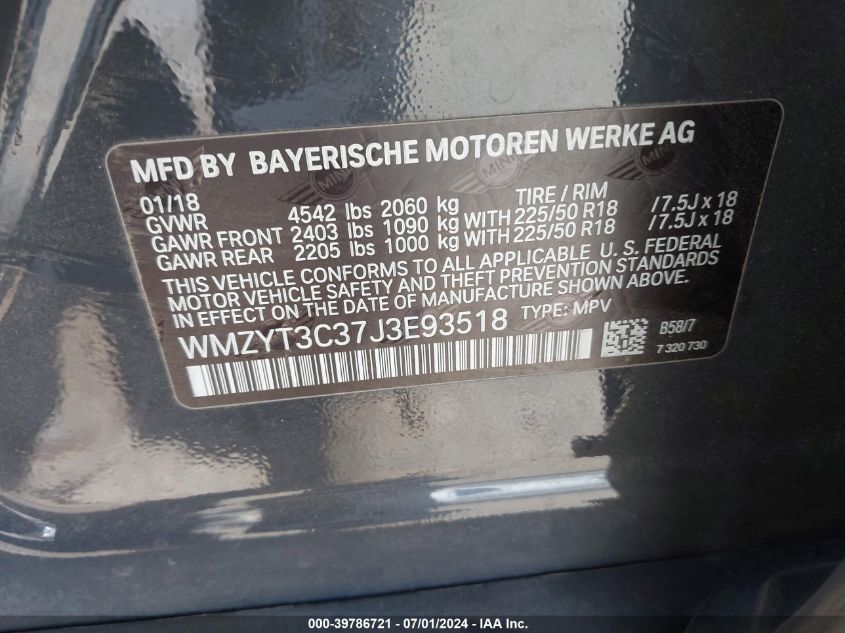 MFD BY BAYERISCHE MOTOREN WERKE AG
01/18 TIRE / RIM
GVWR 4542 lbs 2060 kg
GAWR FRONT 2403 lbs 1090 kg WITH 225/50 R18 /7.5J x 18
GAWR REAR 2205 lbs 1000 kg WITH 225/50 R18 /7.5J x 18
THIS VEHICLE CONFORMS TO ALL APPLICABLE U. S. FEDERAL
MOTOR VEHICLE SAFETY AND THEFT PREVENTION STANDARDS
IN EFFECT ON THE DATE OF MANUFACTURE SHOWN ABOVE.
WMZYT3C37J3E93518 TYPE: MPV
B58/7
7 320 730
000-39786721 - 07/01/2024 - IAAI.com